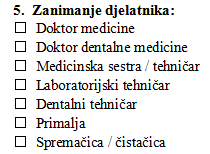 5. Zanimanje djelatnika:
☐ Doktor medicine
☐ Doktor dentalne medicine
☐ Medicinska sestra / tehničar
☐ Laboratorijski tehničar
☐ Dentalni tehničar
☐ Primalja
☐ Spremačica / čistačica